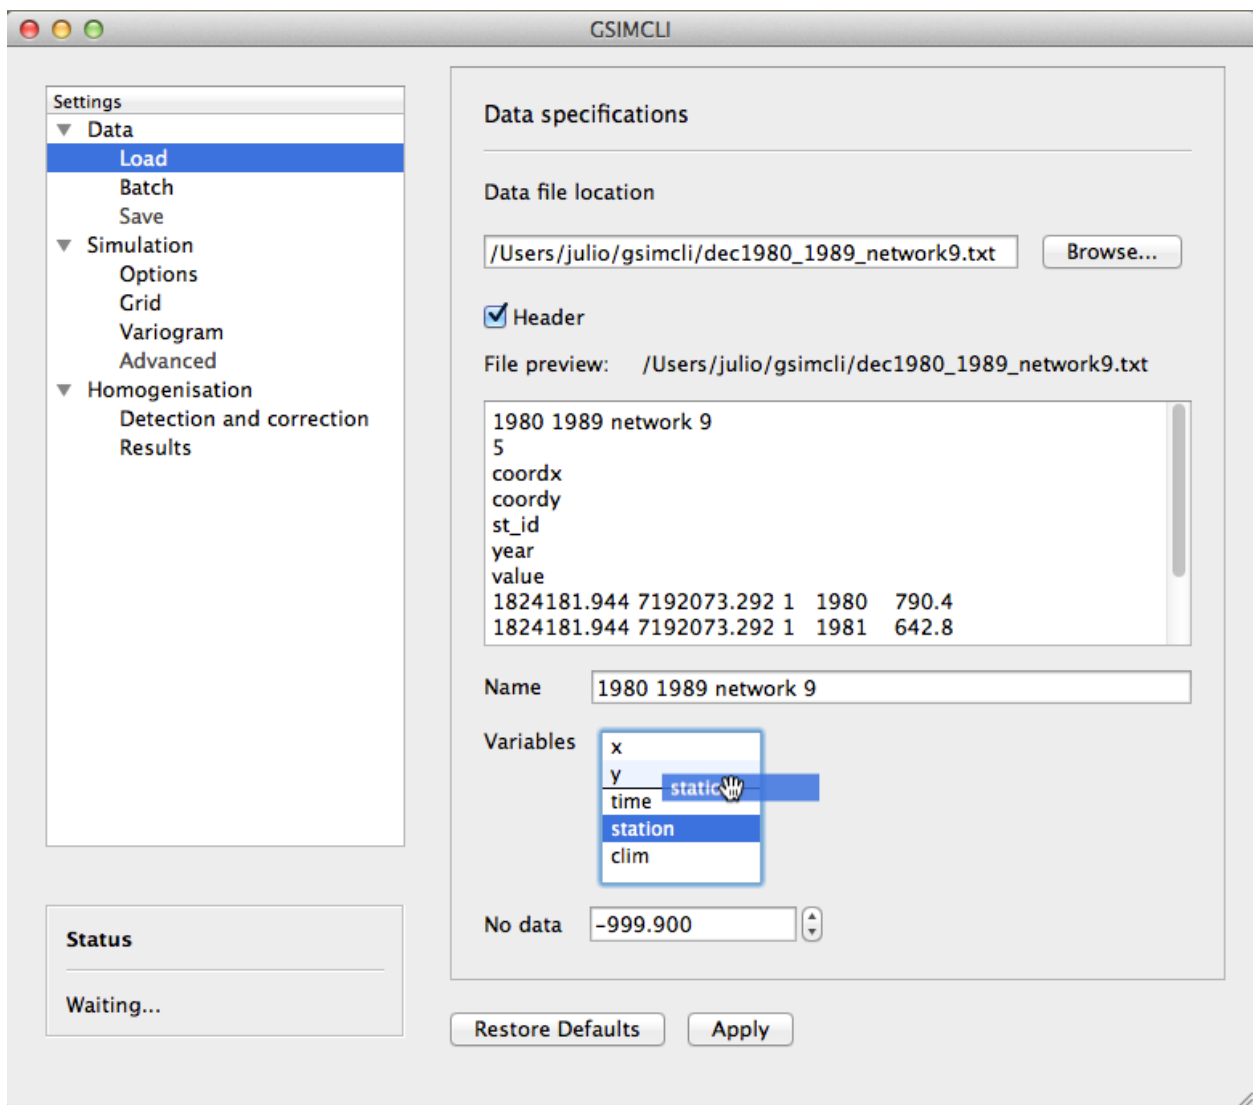 GSIMCLI
Settings
Data
Load
Batch
Save
Simulation
Options
Grid
Variogram
Advanced
Homogenisation
Detection and correction
Results
Status
Waiting...
Data specifications
Data file location
/Users/julio/gsimcli/dec1980_1989_network9.txt Browse...
Header
File preview: /Users/julio/gsimcli/dec1980_1989_network9.txt
1980 1989 network 9
5
coordx
coordy
st_id
year
value
1824181.944 7192073.292 1 1980 790.4
1824181.944 7192073.292 1 1981 642.8
Name 1980 1989 network 9
Variables x
y
time
station
clim
No data -999.900
Restore Defaults Apply